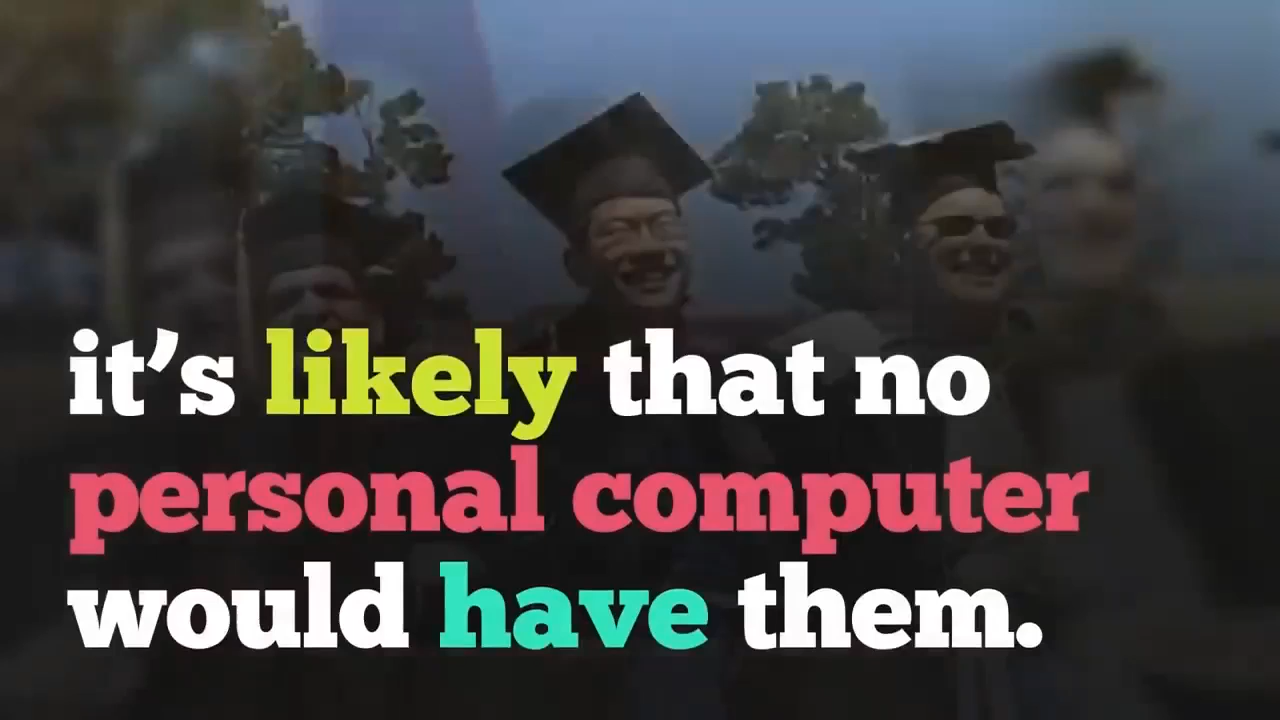 it’s likely that no
personal computer
would have them.